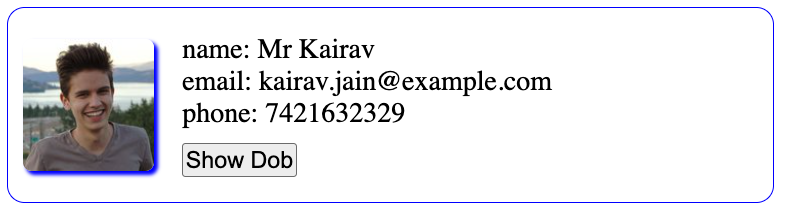 name: Mr Kairav
email: kairav.jain@example.com
phone: 7421632329
Show Dob